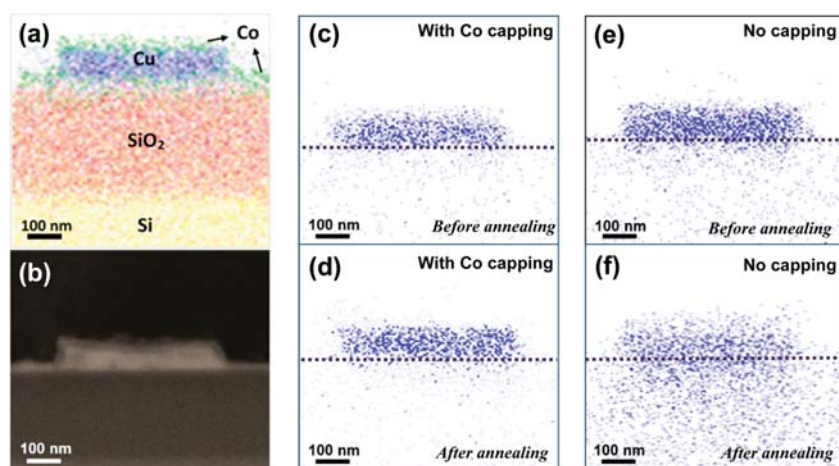 (a)
Co
Cu
SiO₂
Si
100 nm
(b)
100 nm
(c)
With Co capping
100 nm
Before annealing
(d)
With Co capping
100 nm
After annealing
(e)
No capping
100 nm
Before annealing
(f)
No capping
100 nm
After annealing